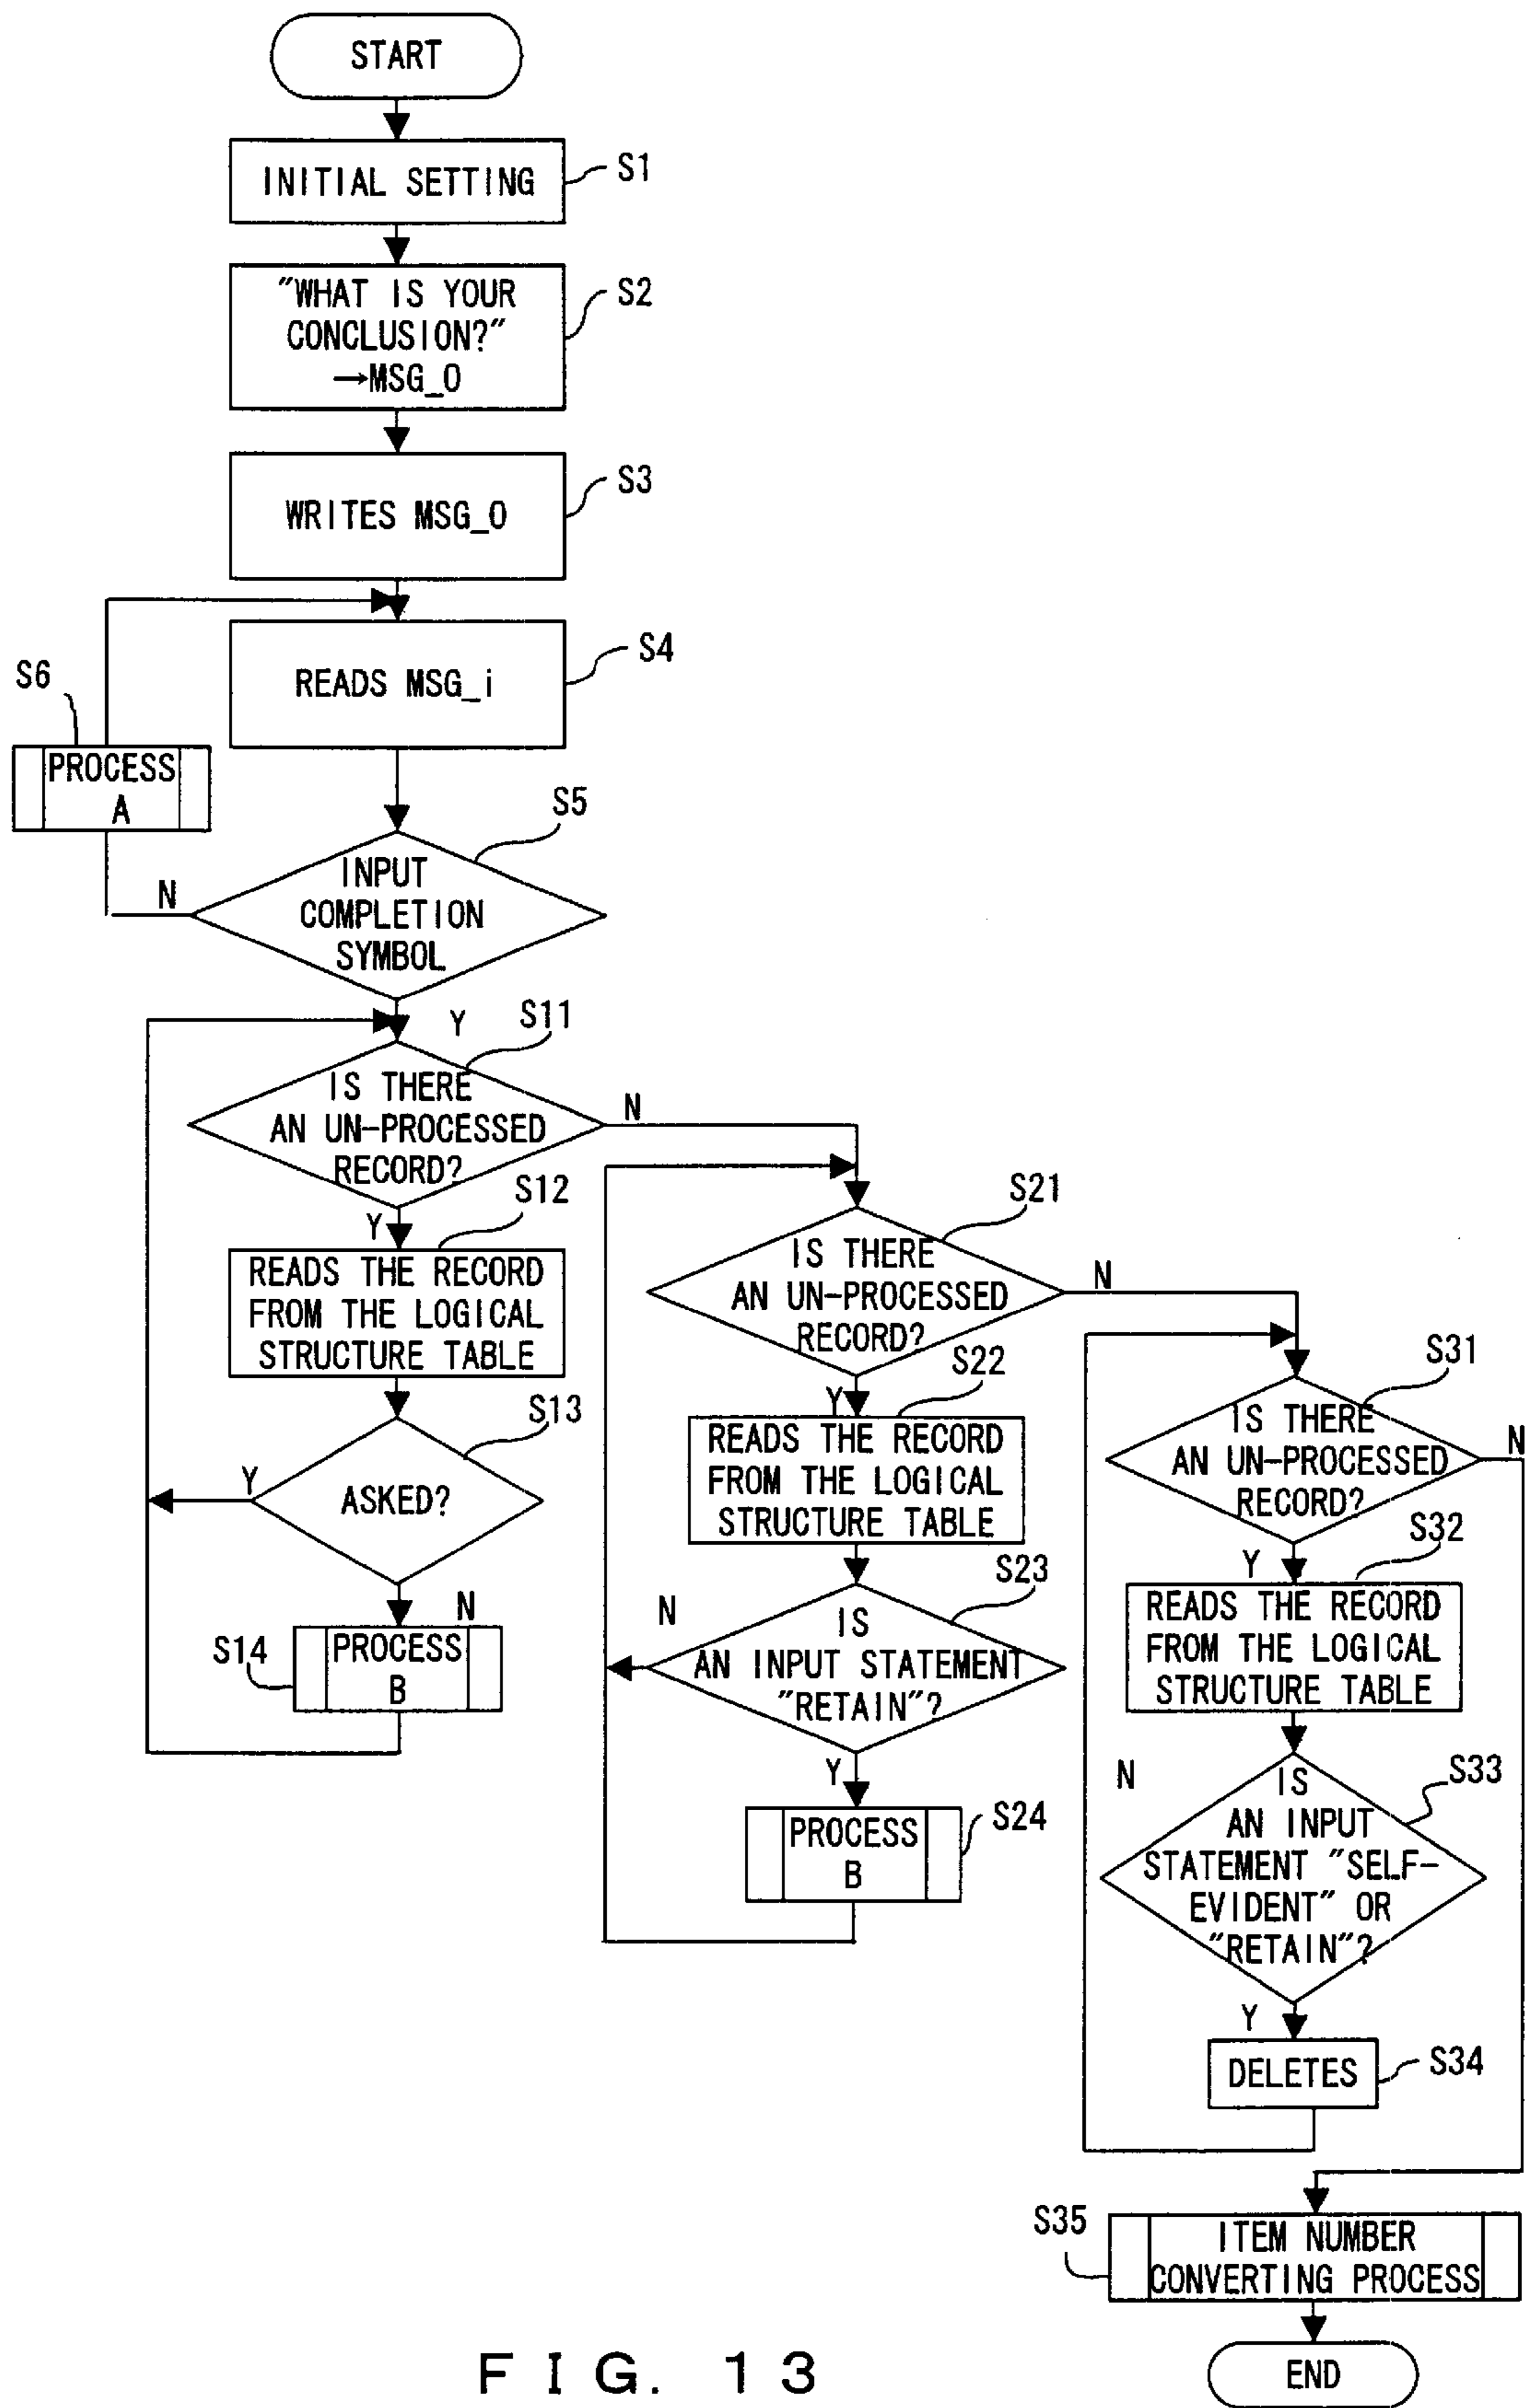 START
INITIAL SETTING
S1
"WHAT IS YOUR
CONCLUSION?"
→MSG_O
S2
WRITES MSG_O
S3
READS MSG_i
S4
S6
PROCESS
A
S5
INPUT
COMPLETION
SYMBOL
N
Y
S11
IS THERE
AN UN-PROCESSED
RECORD?
N
Y
S12
READS THE RECORD
FROM THE LOGICAL
STRUCTURE TABLE
S13
ASKED?
Y
N
S14
PROCESS
B
S21
IS THERE
AN UN-PROCESSED
RECORD?
N
Y
S22
READS THE RECORD
FROM THE LOGICAL
STRUCTURE TABLE
S23
IS
AN INPUT STATEMENT
"RETAIN"?
N
Y
PROCESS
B
S24
S31
IS THERE
AN UN-PROCESSED
RECORD?
N
Y
S32
READS THE RECORD
FROM THE LOGICAL
STRUCTURE TABLE
N
S33
IS
AN INPUT
STATEMENT "SELF-
EVIDENT" OR
"RETAIN"?
Y
DELETES
S34
S35
ITEM NUMBER
CONVERTING PROCESS
END
FIG. 13